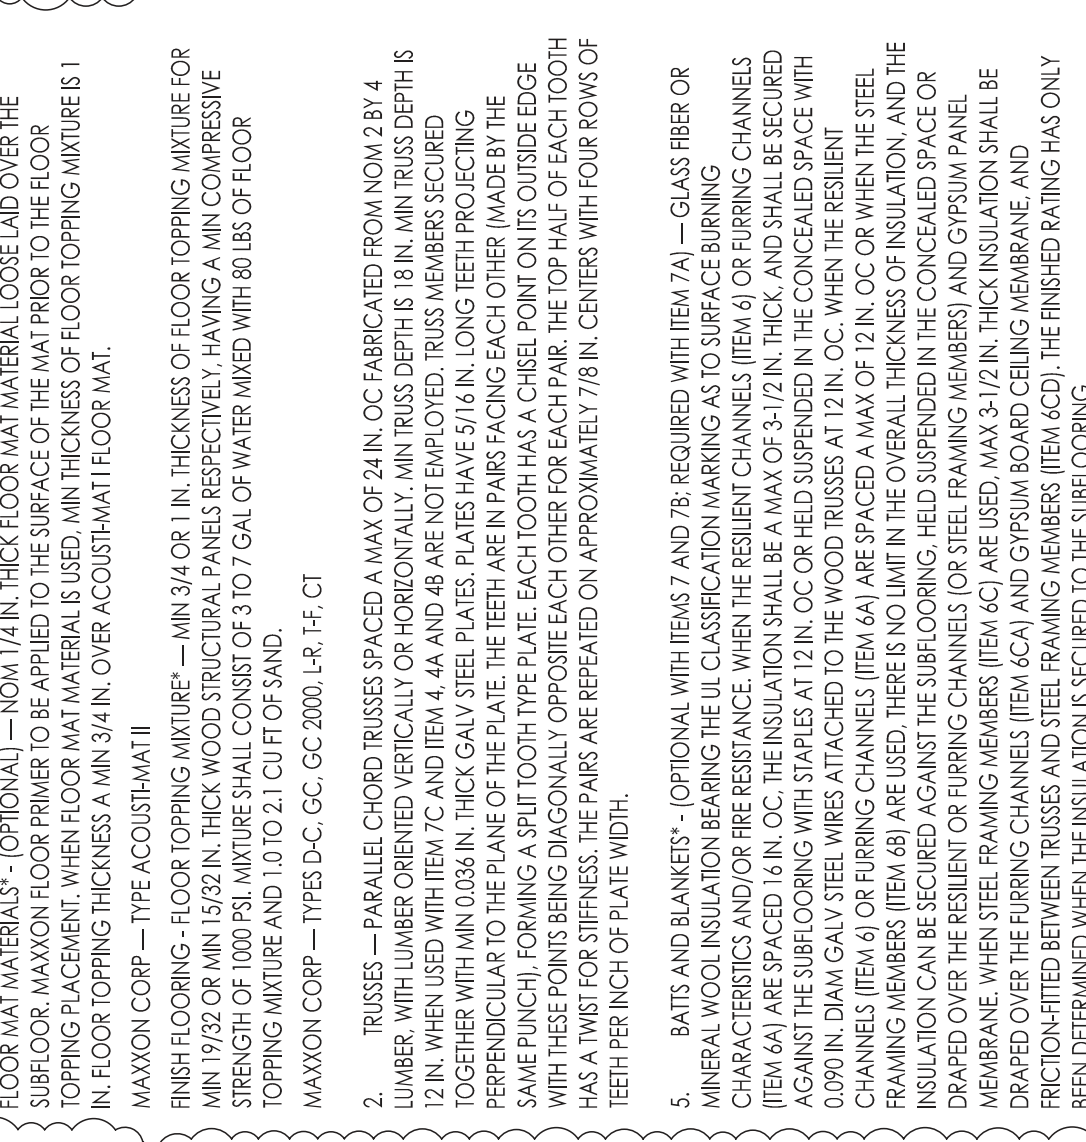 FLOOR MAT MATERIALS* - (OPTIONAL) — NOM 1/4 IN. THICK FLOOR MAT MATERIAL LOOSE LAID OVER THE
SUBFLOOR. MAXXON FLOOR PRIMER TO BE APPLIED TO THE SURFACE OF THE MAT PRIOR TO THE FLOOR
TOPPING PLACEMENT. WHEN FLOOR MAT MATERIAL IS USED, MIN THICKNESS OF FLOOR TOPPING MIXTURE IS 1
IN. FLOOR TOPPING THICKNESS A MIN 3/4 IN. OVER ACOUSTI-MAT I FLOOR MAT.
MAXXON CORP — TYPE ACOUSTI-MAT II
FINISH FLOORING - FLOOR TOPPING MIXTURE* — MIN 3/4 OR 1 IN. THICKNESS OF FLOOR TOPPING MIXTURE FOR
MIN 19/32 OR MIN 15/32 IN. THICK WOOD STRUCTURAL PANELS RESPECTIVELY, HAVING A MIN COMPRESSIVE
STRENGTH OF 1000 PSI. MIXTURE SHALL CONSIST OF 3 TO 7 GAL OF WATER MIXED WITH 80 LBS OF FLOOR
TOPPING MIXTURE AND 1.0 TO 2.1 CU FT OF SAND.
MAXXON CORP — TYPES D-C, GC, GC 2000, L-R, T-F, CT
2. TRUSSES — PARALLEL CHORD TRUSSES SPACED A MAX OF 24 IN. OC FABRICATED FROM NOM 2 BY 4
LUMBER, WITH LUMBER ORIENTED VERTICALLY OR HORIZONTALLY. MIN TRUSS DEPTH IS 18 IN. MIN TRUSS DEPTH IS
12 IN. WHEN USED WITH ITEM 7C AND ITEM 4, 4A AND 4B ARE NOT EMPLOYED. TRUSS MEMBERS SECURED
TOGETHER WITH MIN 0.036 IN. THICK GALV STEEL PLATES. PLATES HAVE 5/16 IN. LONG TEETH PROJECTING
PERPENDICULAR TO THE PLANE OF THE PLATE. THE TEETH ARE IN PAIRS FACING EACH OTHER (MADE BY THE
SAME PUNCH), FORMING A SPLIT TOOTH TYPE PLATE. EACH TOOTH HAS A CHISEL POINT ON ITS OUTSIDE EDGE
WITH THESE POINTS BEING DIAGONALLY OPPOSITE EACH OTHER FOR EACH PAIR. THE TOP HALF OF EACH TOOTH
HAS A TWIST FOR STIFFNESS. THE PAIRS ARE REPEATED ON APPROXIMATELY 7/8 IN. CENTERS WITH FOUR ROWS OF
TEETH PER INCH OF PLATE WIDTH.
5. BATTS AND BLANKETS* - (OPTIONAL WITH ITEMS 7 AND 7B; REQUIRED WITH ITEM 7A) — GLASS FIBER OR
MINERAL WOOL INSULATION BEARING THE UL CLASSIFICATION MARKING AS TO SURFACE BURNING
CHARACTERISTICS AND/OR FIRE RESISTANCE. WHEN THE RESILIENT CHANNELS (ITEM 6) OR FURRING CHANNELS
(ITEM 6A) ARE SPACED 16 IN. OC, THE INSULATION SHALL BE A MAX OF 3-1/2 IN. THICK, AND SHALL BE SECURED
AGAINST THE SUBFLOORING WITH STAPLES AT 12 IN. OC OR HELD SUSPENDED IN THE CONCEALED SPACE WITH
0.090 IN. DIAM GALV STEEL WIRES ATTACHED TO THE WOOD TRUSSES AT 12 IN. OC. WHEN THE RESILIENT
CHANNELS (ITEM 6) OR FURRING CHANNELS (ITEM 6A) ARE SPACED A MAX OF 12 IN. OC OR WHEN THE STEEL
FRAMING MEMBERS (ITEM 6B) ARE USED, THERE IS NO LIMIT IN THE OVERALL THICKNESS OF INSULATION, AND THE
INSULATION CAN BE SECURED AGAINST THE SUBFLOORING, HELD SUSPENDED IN THE CONCEALED SPACE OR
DRAPED OVER THE RESILIENT OR FURRING CHANNELS (OR STEEL FRAMING MEMBERS) AND GYPSUM PANEL
MEMBRANE. WHEN STEEL FRAMING MEMBERS (ITEM 6C) ARE USED, MAX 3-1/2 IN. THICK INSULATION SHALL BE
DRAPED OVER THE FURRING CHANNELS (ITEM 6CA) AND GYPSUM BOARD CEILING MEMBRANE, AND
FRICTION-FITTED BETWEEN TRUSSES AND STEEL FRAMING MEMBERS (ITEM 6CD). THE FINISHED RATING HAS ONLY
BEEN DETERMINED WHEN THE INSULATION IS SECURED TO THE SUBFLOORING